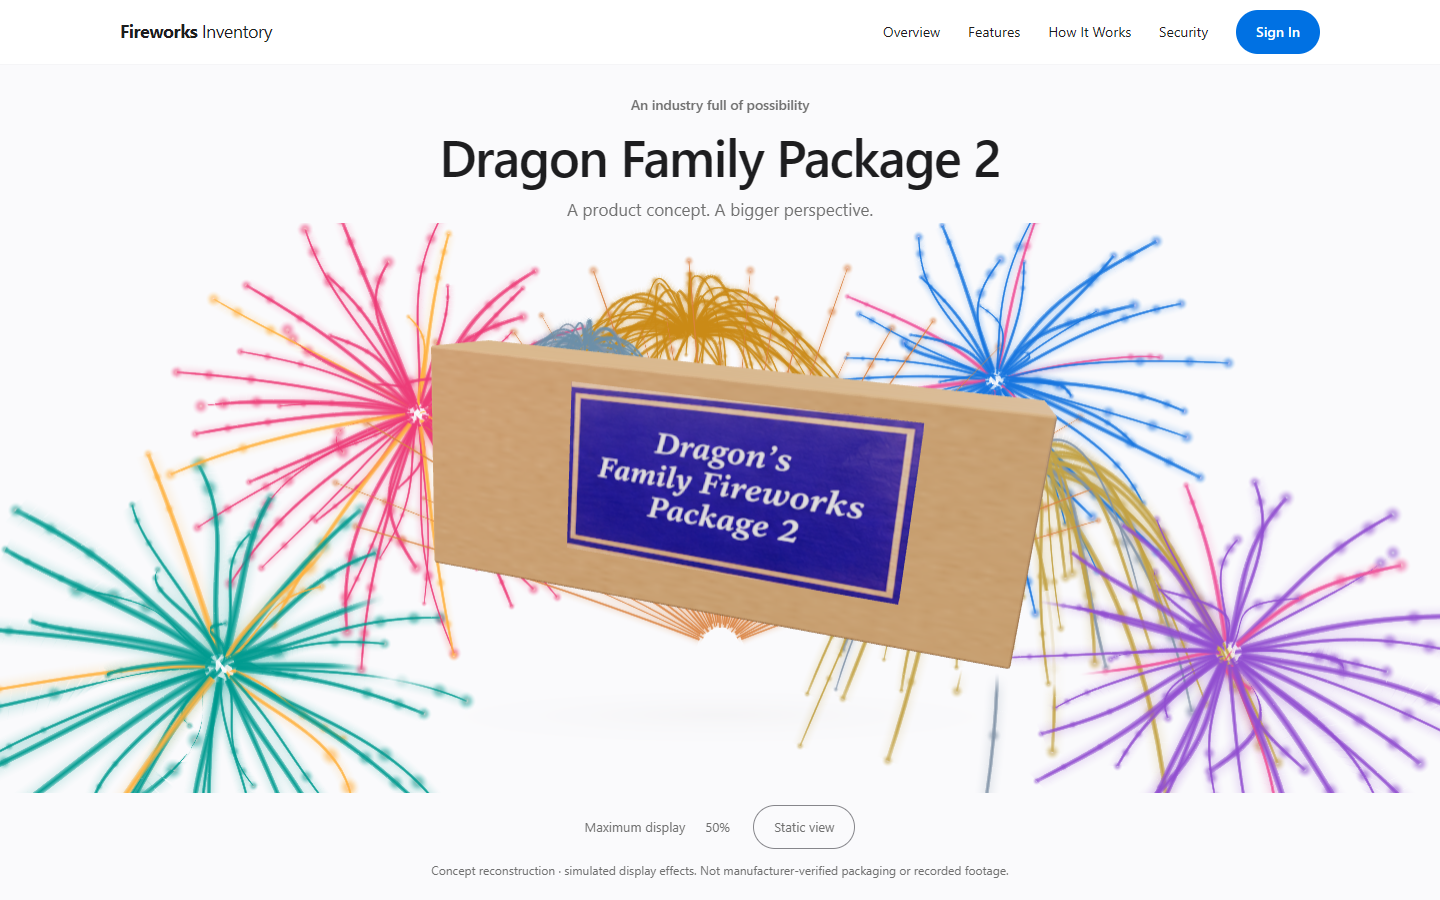 Fireworks Inventory
Overview
Features
How It Works
Security
Sign In
An industry full of possibility
Dragon Family Package 2
A product concept. A bigger perspective.
Dragon’s
Family Fireworks
Package 2
Maximum display
50%
Static view
Concept reconstruction · simulated display effects. Not manufacturer-verified packaging or recorded footage.